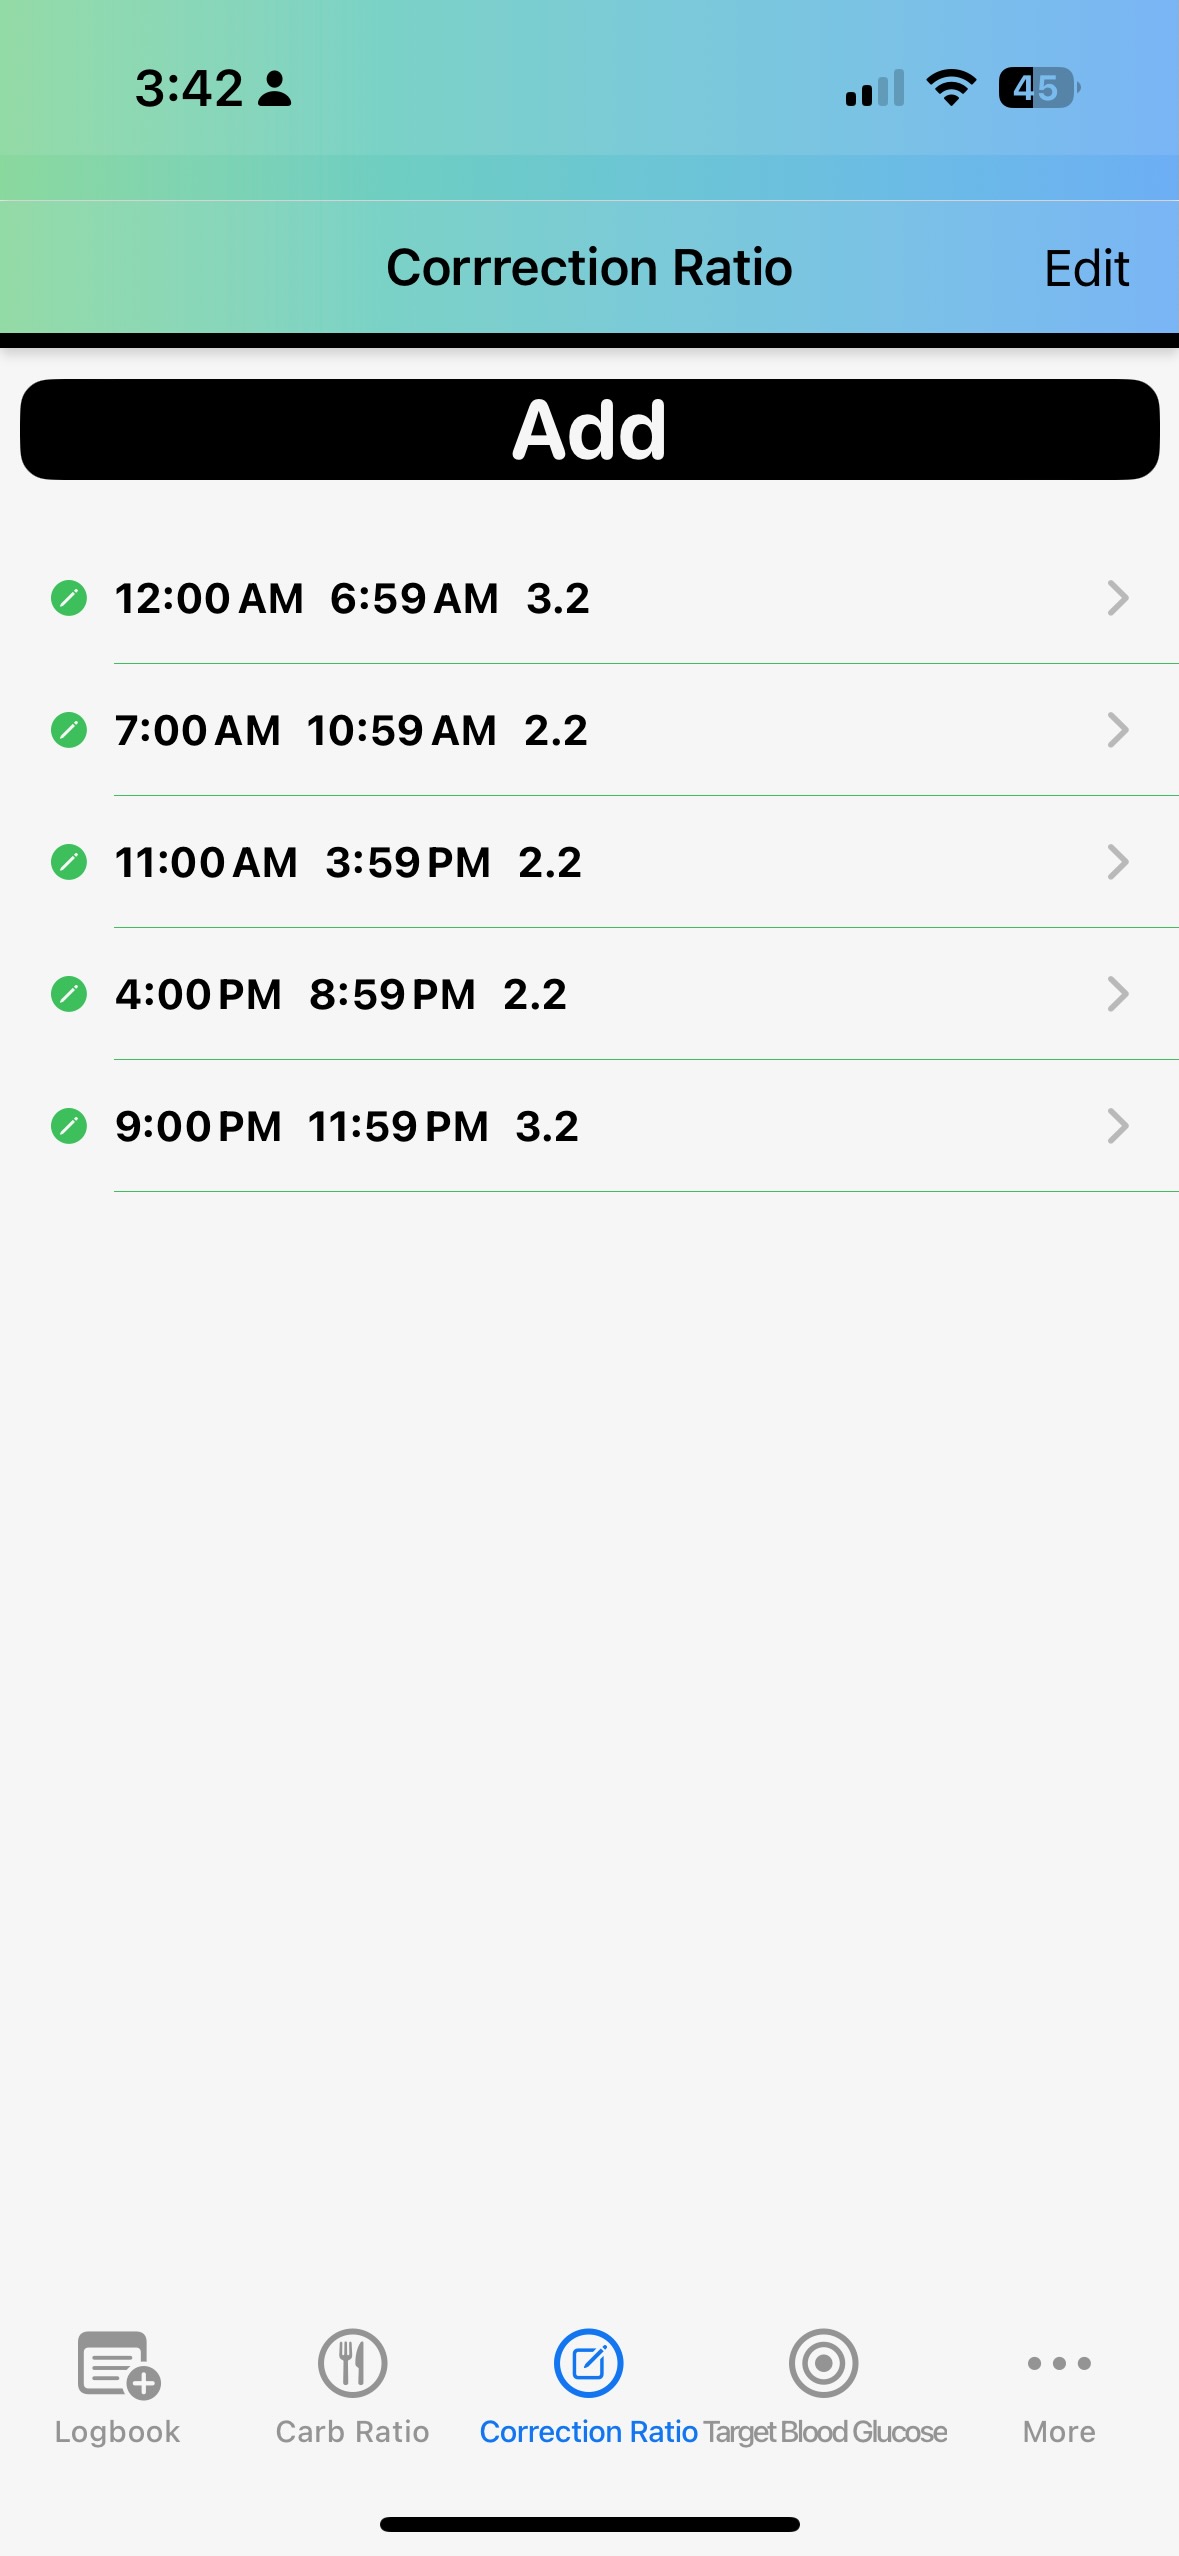 3:42 45
Corrrection Ratio Edit
Add
12:00 AM 6:59 AM 3.2
7:00 AM 10:59 AM 2.2
11:00 AM 3:59 PM 2.2
4:00 PM 8:59 PM 2.2
9:00 PM 11:59 PM 3.2
Logbook Carb Ratio Correction Ratio Target Blood Glucose More